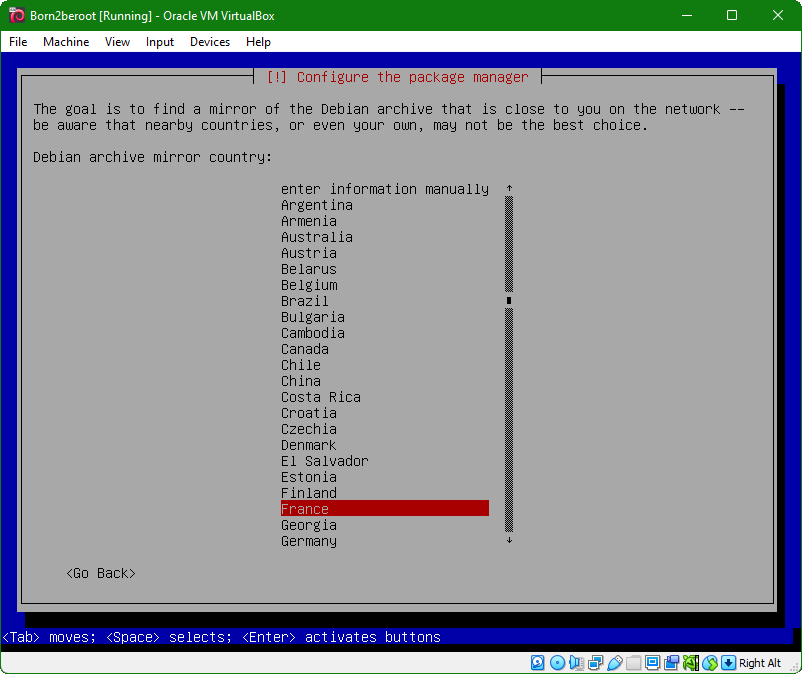 Born2beroot [Running] - Oracle VM VirtualBox
File Machine View Input Devices Help
[!] Configure the package manager
The goal is to find a mirror of the Debian archive that is close to you on the network --
be aware that nearby countries, or even your own, may not be the best choice.
Debian archive mirror country:
enter information manually
Argentina
Armenia
Australia
Austria
Belarus
Belgium
Brazil
Bulgaria
Cambodia
Canada
Chile
China
Costa Rica
Croatia
Czechia
Denmark
El Salvador
Estonia
Finland
France
Georgia
Germany
<Go Back>
<Tab> moves; <Space> selects; <Enter> activates buttons
Right Alt